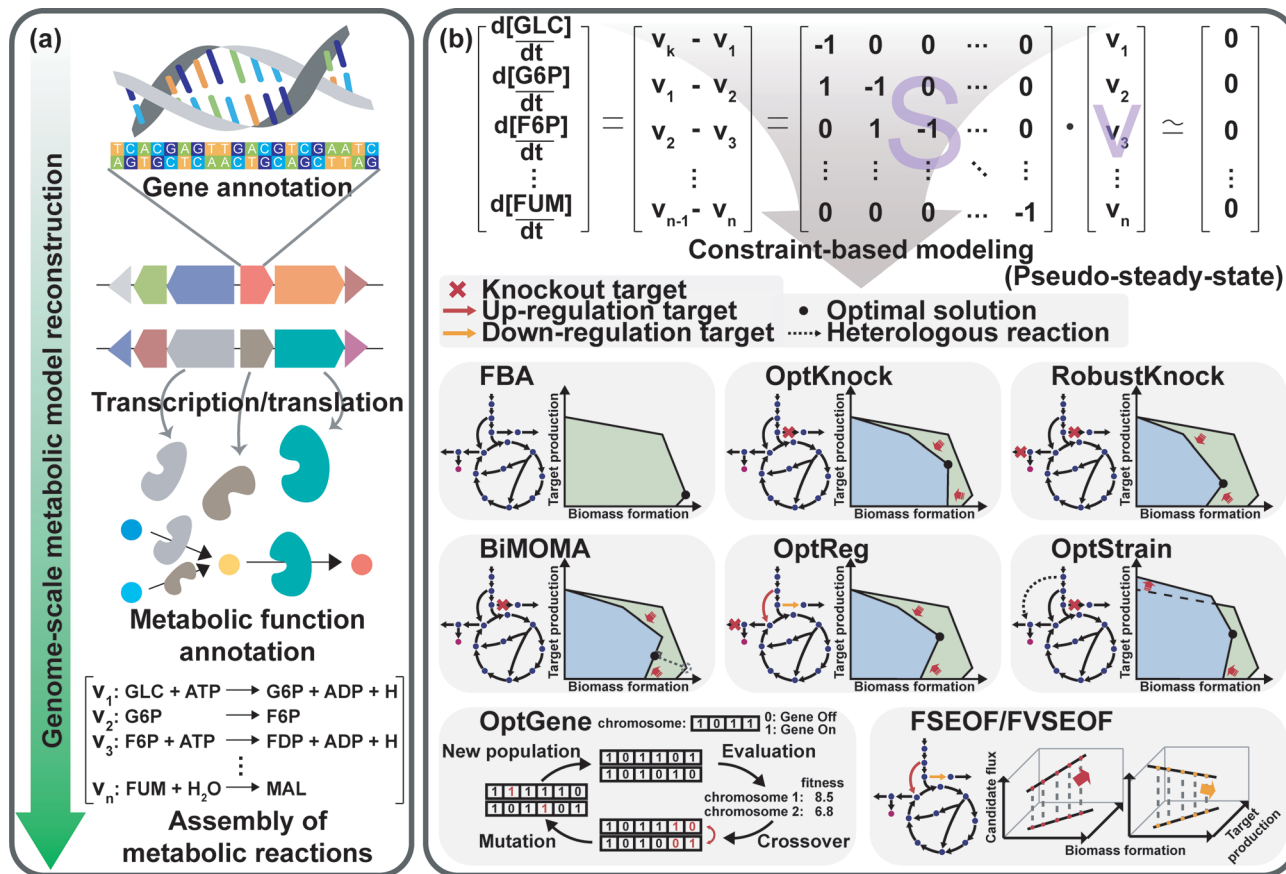 (a)
Genome-scale metabolic model reconstruction
TCACGAGTTGACGTCGAATC
AGTGCTCAACTGCAGCTTAG
Gene annotation
Transcription/translation
Metabolic function
annotation
v1: GLC + ATP → G6P + ADP + H
v2: G6P → F6P
v3: F6P + ATP → FDP + ADP + H
⋮
vn: FUM + H2O → MAL
Assembly of
metabolic reactions
(b)
d[GLC]/dt = vk - v1 = -1 0 0 ... 0 · v1 ≃ 0
d[G6P]/dt v1 - v2 1 -1 0 ... 0 v2 0
d[F6P]/dt v2 - v3 0 1 -1 ... 0 v3 0
⋮ ⋮ ⋮ ⋮ ⋮ ⋱ ⋮ ⋮ ⋮
d[FUM]/dt vn-1 - vn 0 0 0 ... -1 vn 0
S v
Constraint-based modeling
(Pseudo-steady-state)
Knockout target
Up-regulation target
Down-regulation target
Optimal solution
Heterologous reaction
FBA
Target production
Biomass formation
OptKnock
Target production
Biomass formation
RobustKnock
Target production
Biomass formation
BiMOMA
Target production
Biomass formation
OptReg
Target production
Biomass formation
OptStrain
Target production
Biomass formation
OptGene
chromosome: 1 0 1 1
0: Gene Off
1: Gene On
New population
1 0 1 1 0 1
1 0 1 0 1 0
Evaluation
fitness
chromosome 1: 8.5
chromosome 2: 6.8
1 1 1 1 1 0
1 0 1 1 0 1
Mutation
1 0 1 1 1 0
1 0 1 0 0 1
Crossover
FSEOF/FVSEOF
Candidate flux
Biomass formation
Target
production